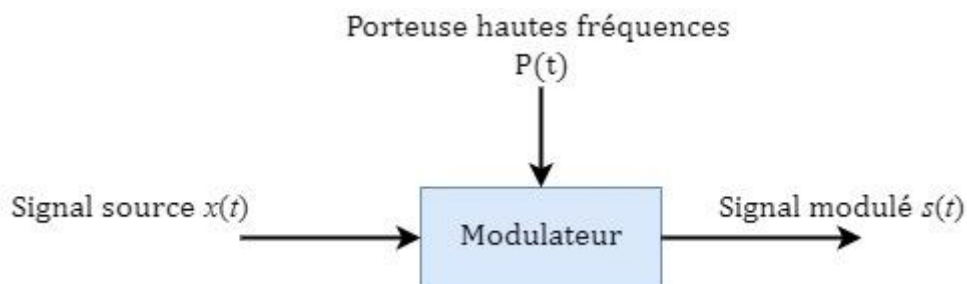 Porteuse hautes fréquences
P(t)
Signal source x(t)
Modulateur
Signal modulé s(t)